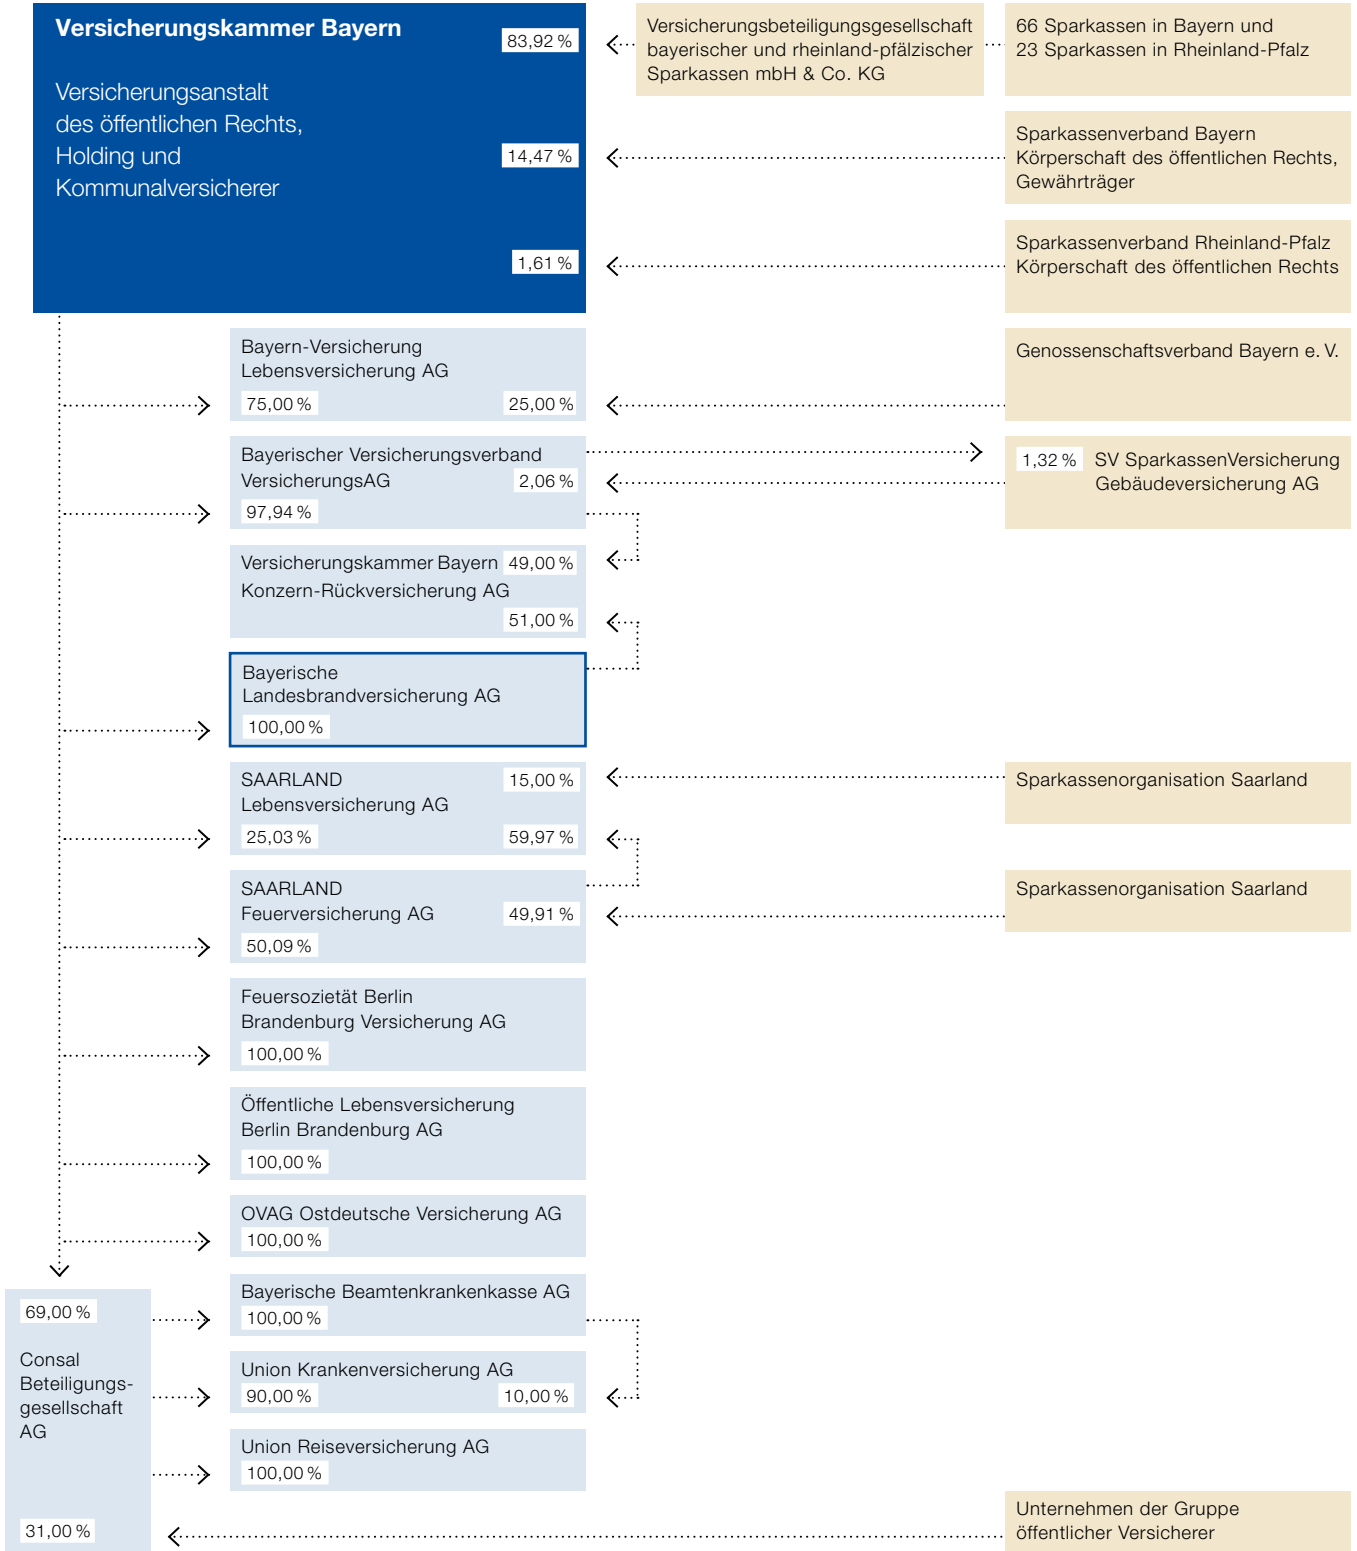 Versicherungskammer Bayern
83,92 %
Versicherungsanstalt
des öffentlichen Rechts,
Holding und
Kommunalversicherer
14,47 %
1,61 %
Versicherungsbeteiligungsgesellschaft
bayerischer und rheinland-pfälzischer
Sparkassen mbH & Co. KG
66 Sparkassen in Bayern und
23 Sparkassen in Rheinland-Pfalz
Sparkassenverband Bayern
Körperschaft des öffentlichen Rechts,
Gewährträger
Sparkassenverband Rheinland-Pfalz
Körperschaft des öffentlichen Rechts
Bayern-Versicherung
Lebensversicherung AG
75,00 % 25,00 %
Genossenschaftsverband Bayern e. V.
Bayerischer Versicherungsverband
VersicherungsAG 2,06 %
97,94 %
1,32 % SV SparkassenVersicherung
Gebäudeversicherung AG
Versicherungskammer Bayern 49,00 %
Konzern-Rückversicherung AG
51,00 %
Bayerische
Landesbrandversicherung AG
100,00 %
SAARLAND 15,00 %
Lebensversicherung AG
25,03 % 59,97 %
Sparkassenorganisation Saarland
SAARLAND
Feuerversicherung AG 49,91 %
50,09 %
Sparkassenorganisation Saarland
Feuersozietät Berlin
Brandenburg Versicherung AG
100,00 %
Öffentliche Lebensversicherung
Berlin Brandenburg AG
100,00 %
OVAG Ostdeutsche Versicherung AG
100,00 %
69,00 %
Consal
Beteiligungs-
gesellschaft
AG
31,00 %
Bayerische Beamtenkrankenkasse AG
100,00 %
Union Krankenversicherung AG
90,00 % 10,00 %
Union Reiseversicherung AG
100,00 %
Unternehmen der Gruppe
öffentlicher Versicherer